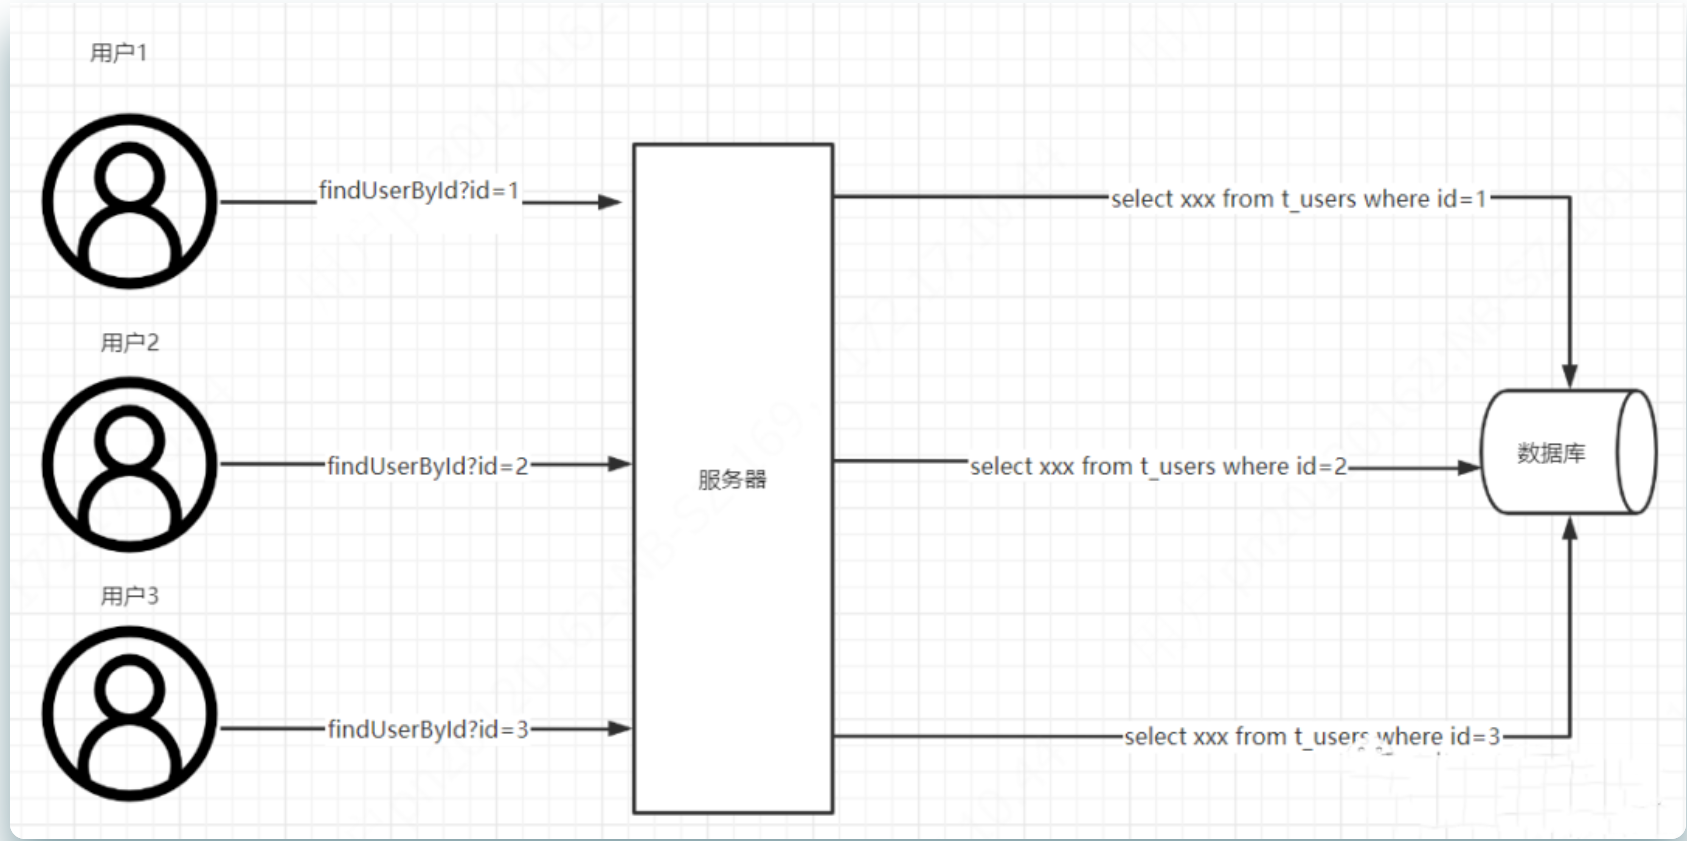 用户1
findUserById?id=1
select xxx from t_users where id=1
用户2
findUserById?id=2
服务器
select xxx from t_users where id=2
数据库
用户3
findUserById?id=3
select xxx from t_users where id=3